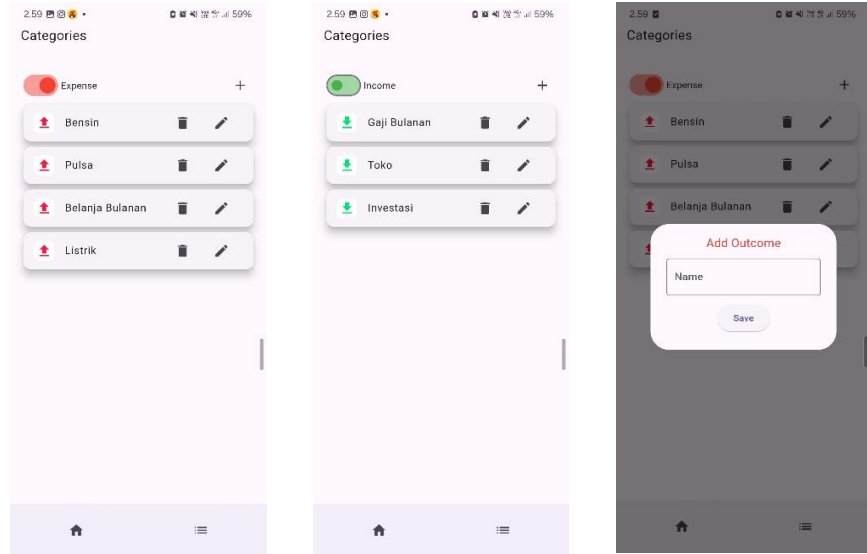 2.59
59%
Categories
Expense
Bensin
Pulsa
Belanja Bulanan
Listrik
2.59
59%
Categories
Income
Gaji Bulanan
Toko
Investasi
2.59
59%
Categories
Expense
Bensin
Pulsa
Belanja Bulanan
Add Outcome
Name
Save